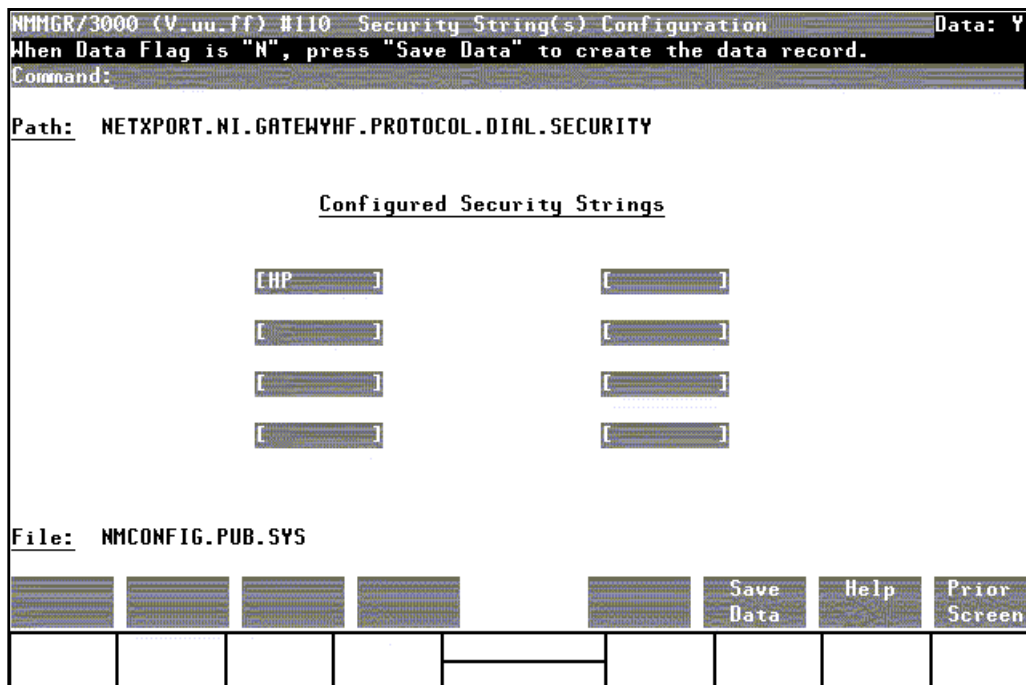 NMMGR/3000 (V.uu.ff) #110 Security String(s) Configuration Data: Y
When Data Flag is "N", press "Save Data" to create the data record.
Command:
Path: NETXPORT.NI.GATEWYHF.PROTOCOL.DIAL.SECURITY
Configured Security Strings
[HP ] [ ]
[ ] [ ]
[ ] [ ]
[ ] [ ]
File: NMCONFIG.PUB.SYS
Save Help Prior
Data Screen